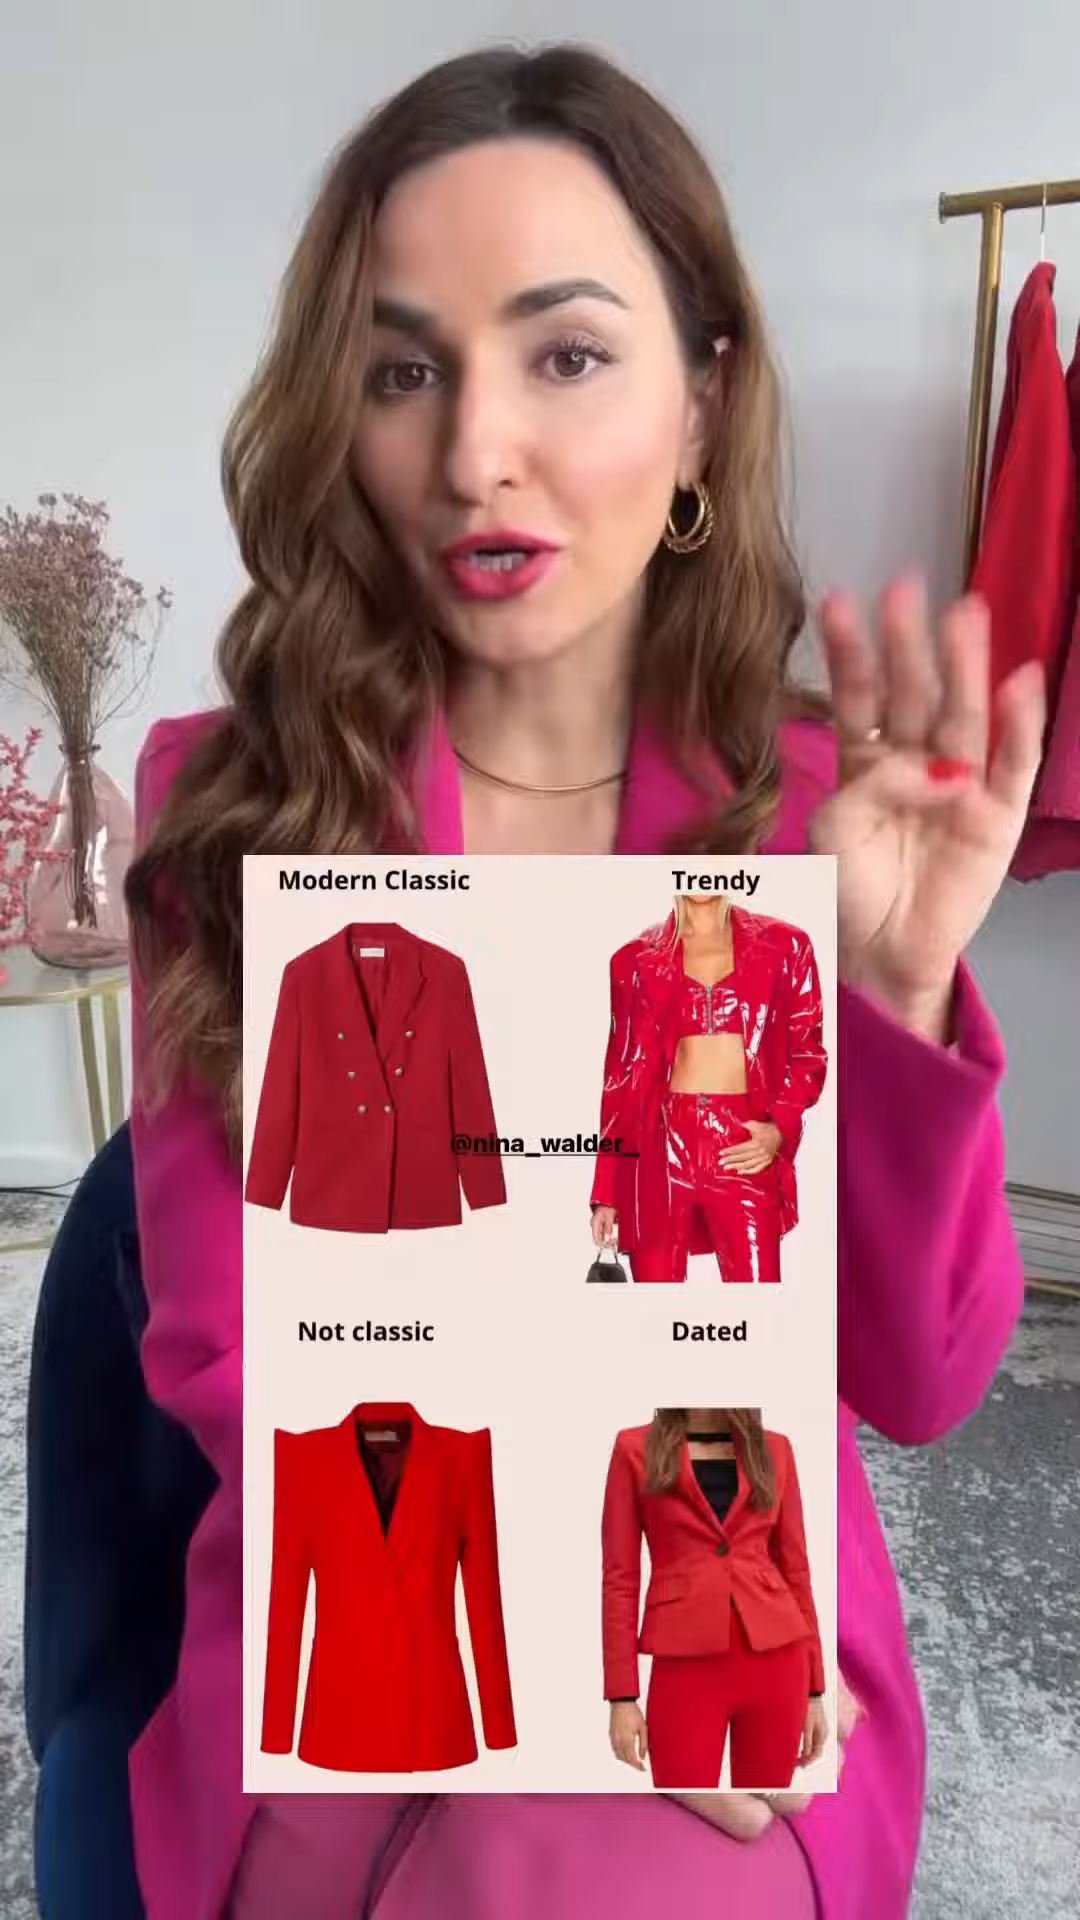 Modern Classic
Trendy
@nina_walder_
Not classic
Dated